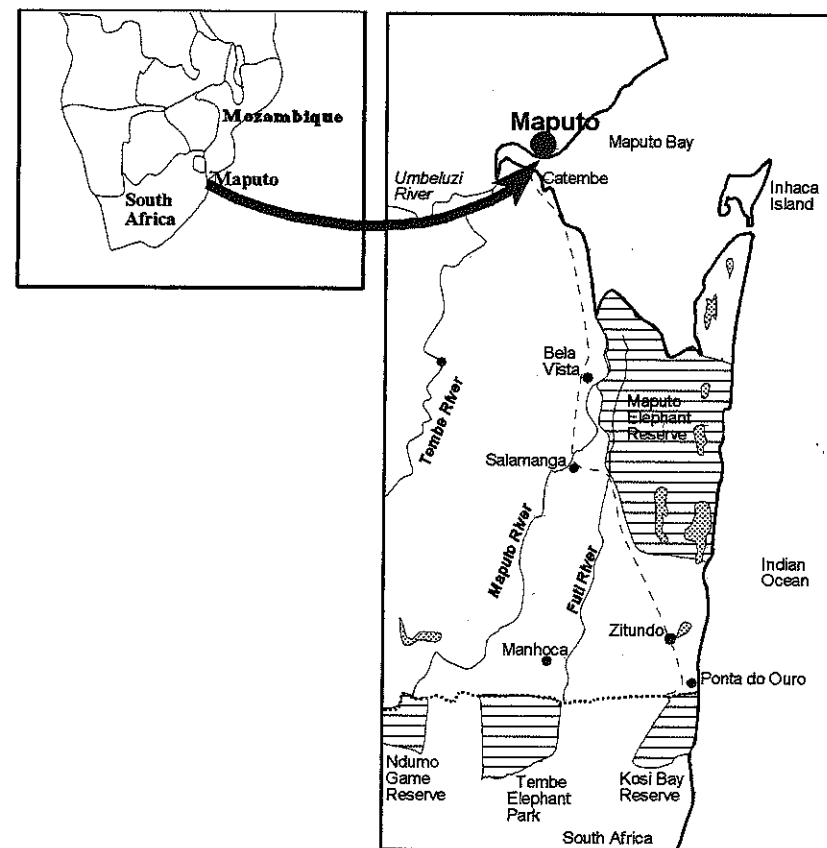 Mozambique
Maputo
South
Africa
Maputo
Maputo Bay
Umbeluzi
River
Catembe
Inhaca
Island
Bela
Vista
Maputo
Elephant
Reserve
Tembe River
Salamanga
Maputo River
Futi River
Indian
Ocean
Zitundo
Manhoca
Ponta do Ouro
Ndumo
Game
Reserve
Tembe
Elephant
Park
Kosi Bay
Reserve
South Africa